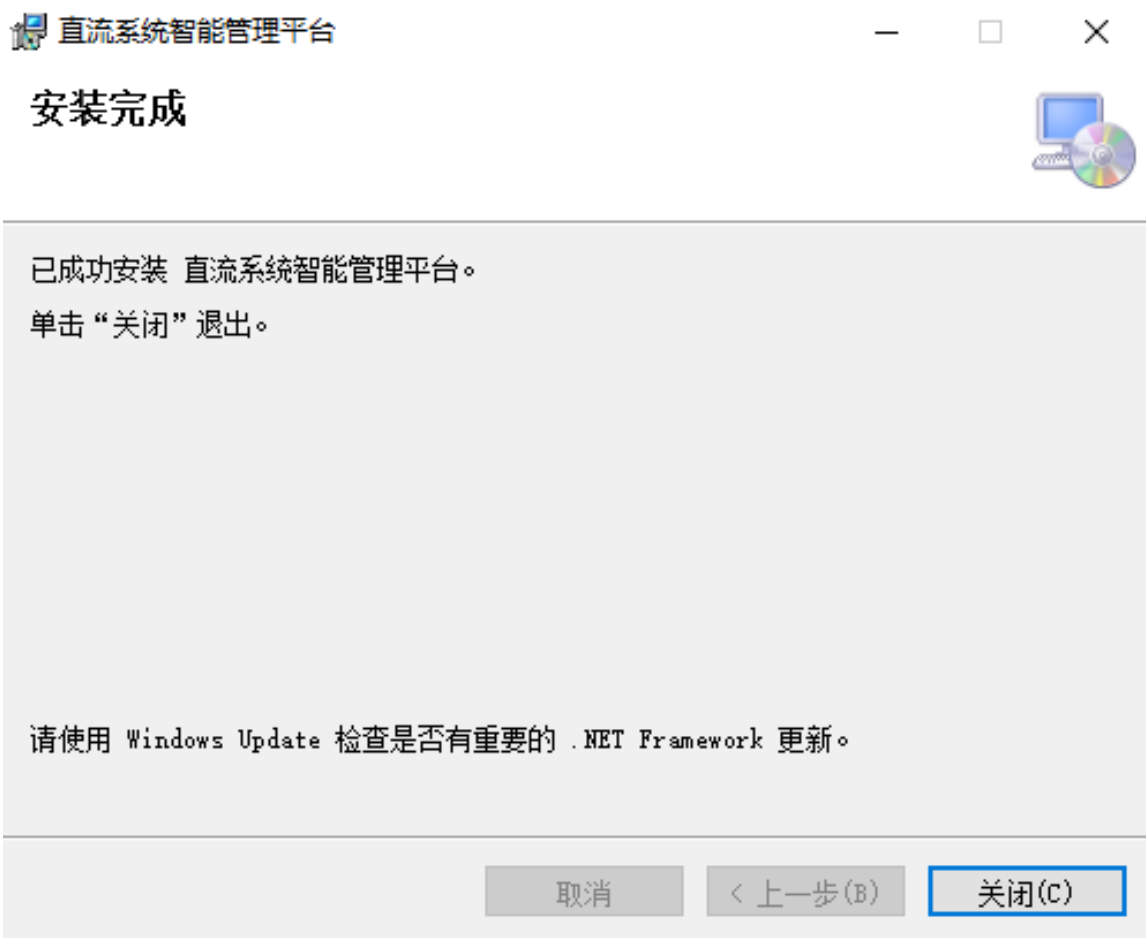 直流系统智能管理平台
安装完成
已成功安装 直流系统智能管理平台。
单击“关闭”退出。
请使用 Windows Update 检查是否有重要的 .NET Framework 更新。
取消
< 上一步(B)
关闭(C)